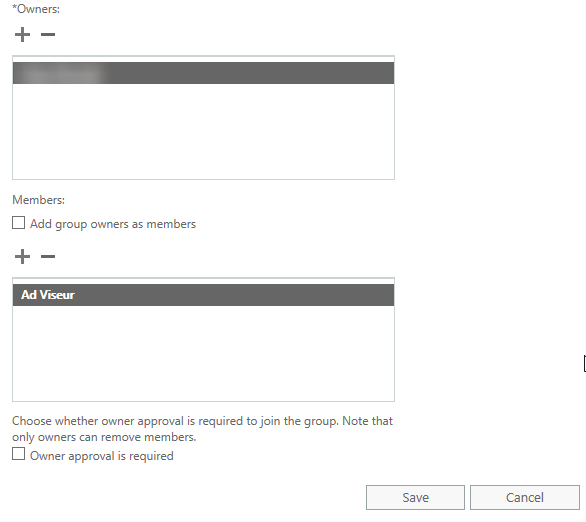 *Owners:
Members:
Add group owners as members
Ad Viseur
Choose whether owner approval is required to join the group. Note that
only owners can remove members.
Owner approval is required
Save
Cancel